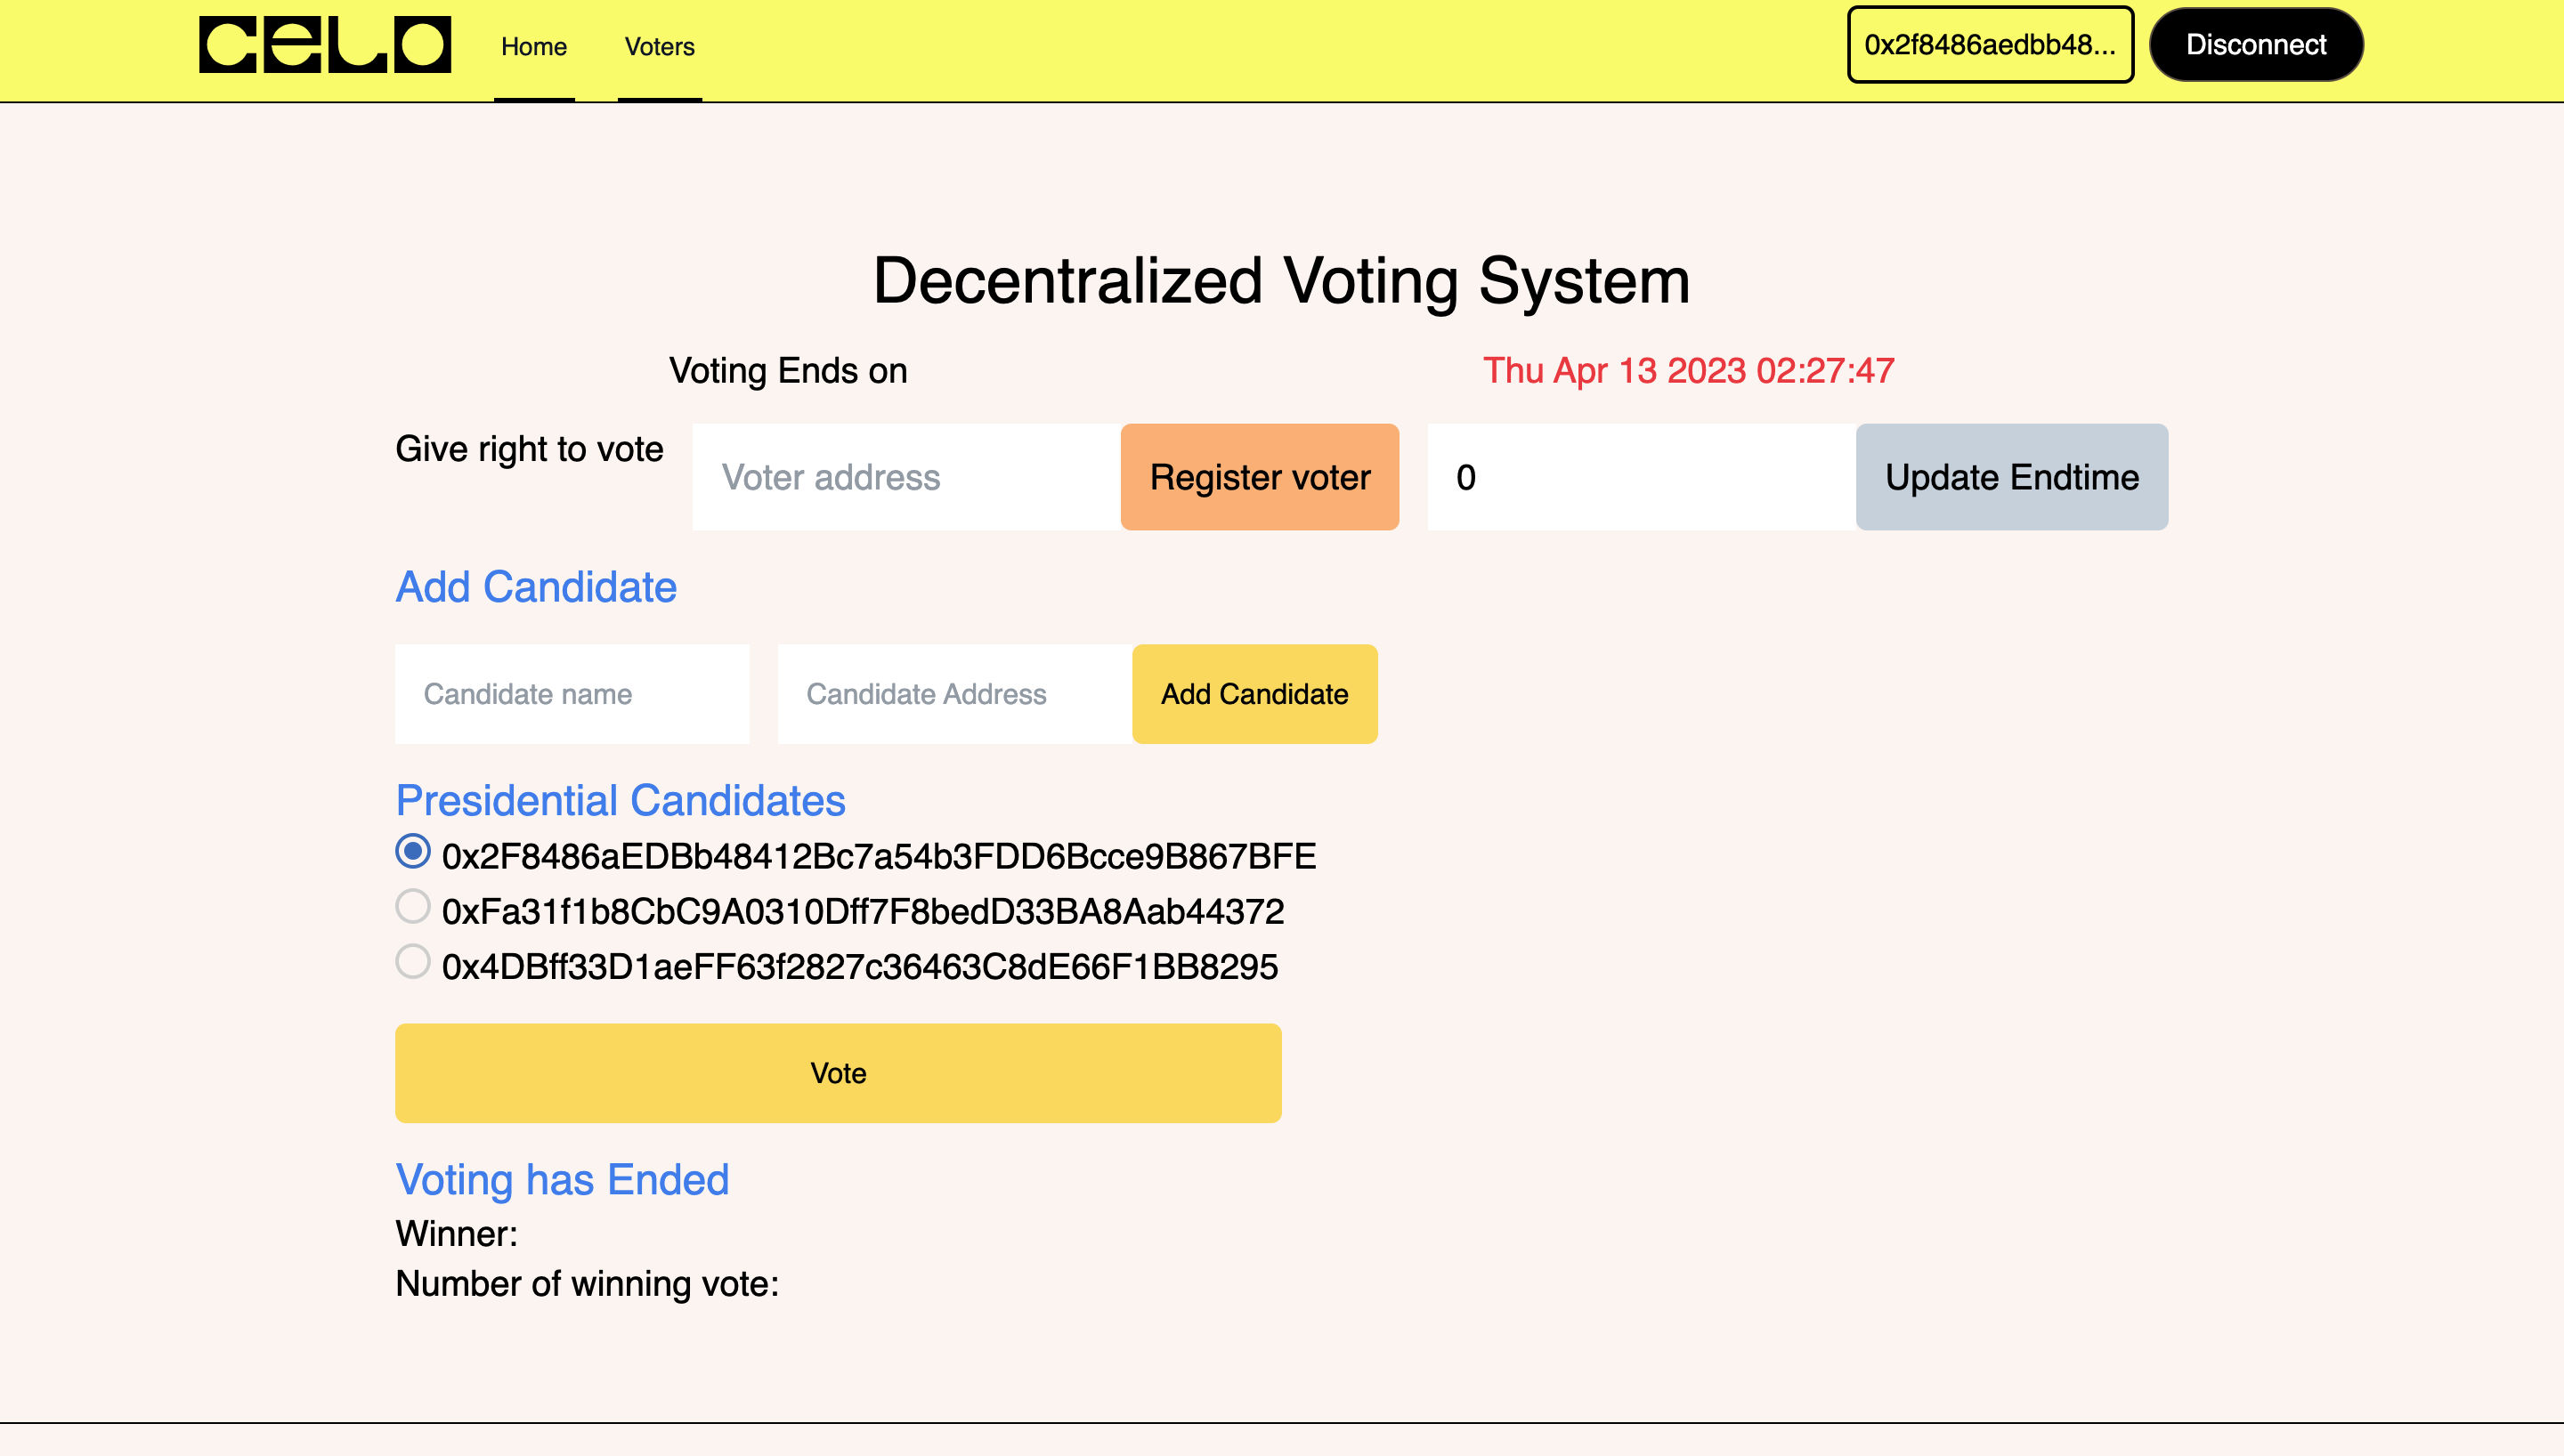 CELO Home Voters 0x2f8486aedbb48... Disconnect
Decentralized Voting System
Voting Ends on Thu Apr 13 2023 02:27:47
Give right to vote Voter address Register voter 0 Update Endtime
Add Candidate
Candidate name Candidate Address Add Candidate
Presidential Candidates
0x2F8486aEDBb48412Bc7a54b3FDD6Bcce9B867BFE
0xFa31f1b8CbC9A0310Dff7F8bedD33BA8Aab44372
0x4DBff33D1aeFF63f2827c36463C8dE66F1BB8295
Vote
Voting has Ended
Winner:
Number of winning vote: